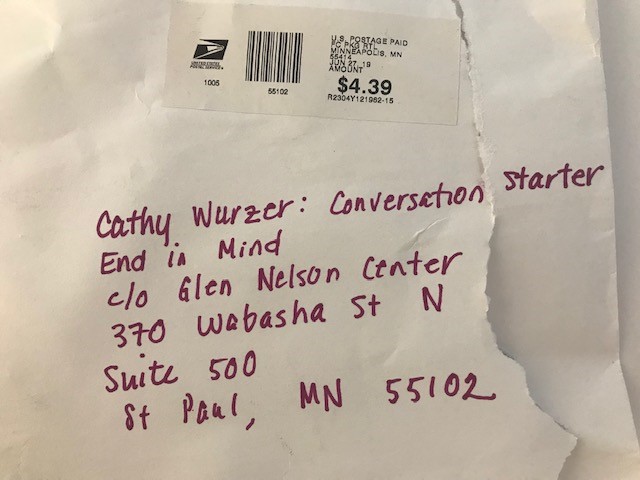 U.S. POSTAGE PAID
FC PKG RTL
MINNEAPOLIS, MN
55414
JUN 27, 19
AMOUNT
$4.39
R2304Y121962-15
UNITED STATES
POSTAL SERVICE
1005
55102
Cathy Wurzer: Conversation Starter
End in Mind
c/o Glen Nelson Center
370 Wabasha St N
Suite 500
St Paul, MN 55102